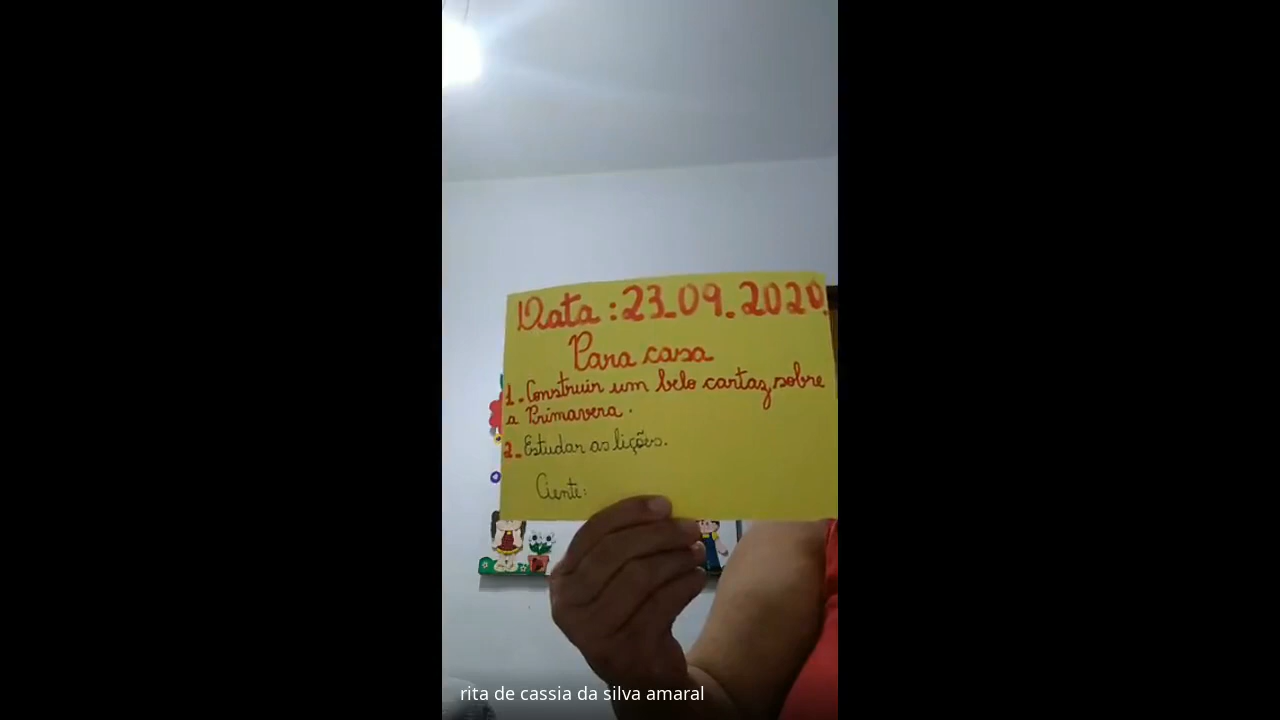 Data: 23.09.2020.
Para casa
1. Construir um belo cartaz sobre
a Primavera.
2. Estudar as lições.
Ciente:
rita de cassia da silva amaral